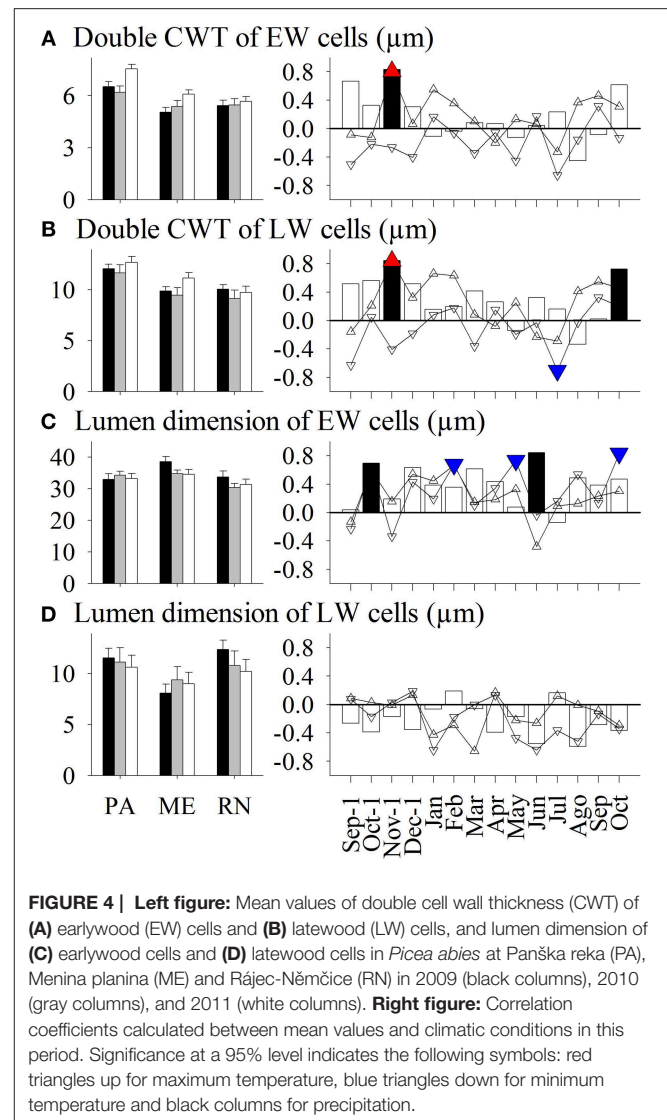 A Double CWT of EW cells (µm)
6
3
0
0.8
0.4
0.0
-0.4
-0.8
B Double CWT of LW cells (µm)
10
5
0
0.8
0.4
0.0
-0.4
-0.8
C Lumen dimension of EW cells (µm)
40
30
20
10
0
0.8
0.4
0.0
-0.4
-0.8
D Lumen dimension of LW cells (µm)
10
5
0
0.8
0.4
0.0
-0.4
-0.8
PA ME RN
Sep-1
Oct-1
Nov-1
Dec-1
Jan
Feb
Mar
Apr
May
Jun
Jul
Ago
Sep
Oct
FIGURE 4 | Left figure: Mean values of double cell wall thickness (CWT) of
(A) earlywood (EW) cells and (B) latewood (LW) cells, and lumen dimension of
(C) earlywood cells and (D) latewood cells in Picea abies at Panška reka (PA),
Menina planina (ME) and Rájec-Němčice (RN) in 2009 (black columns), 2010
(gray columns), and 2011 (white columns). Right figure: Correlation
coefficients calculated between mean values and climatic conditions in this
period. Significance at a 95% level indicates the following symbols: red
triangles up for maximum temperature, blue triangles down for minimum
temperature and black columns for precipitation.